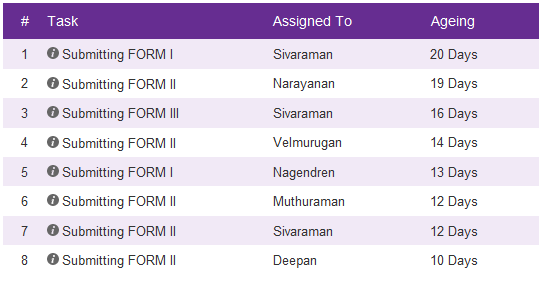 # Task Assigned To Ageing
1 Submitting FORM I Sivaraman 20 Days
2 Submitting FORM II Narayanan 19 Days
3 Submitting FORM III Sivaraman 16 Days
4 Submitting FORM II Velmurugan 14 Days
5 Submitting FORM I Nagendren 13 Days
6 Submitting FORM II Muthuraman 12 Days
7 Submitting FORM II Sivaraman 12 Days
8 Submitting FORM II Deepan 10 Days